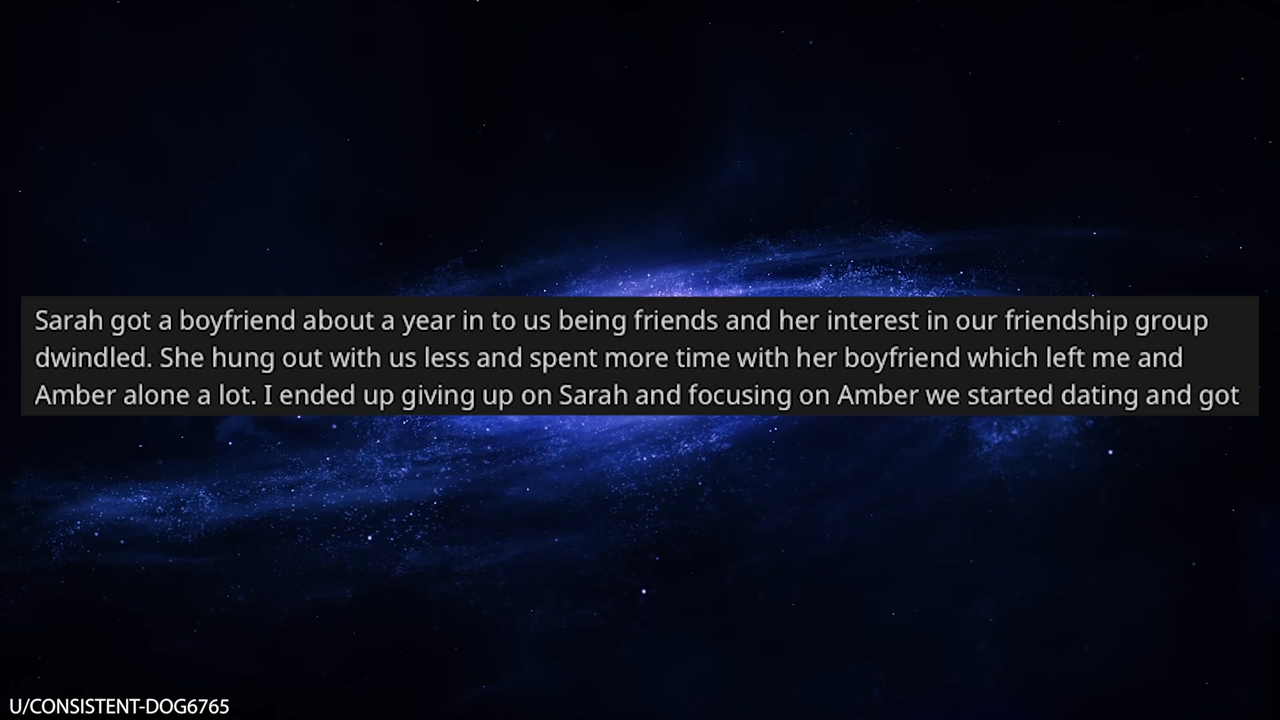 Sarah got a boyfriend about a year in to us being friends and her interest in our friendship group
dwindled. She hung out with us less and spent more time with her boyfriend which left me and
Amber alone a lot. I ended up giving up on Sarah and focusing on Amber we started dating and got
U/CONSISTENT-DOG6765